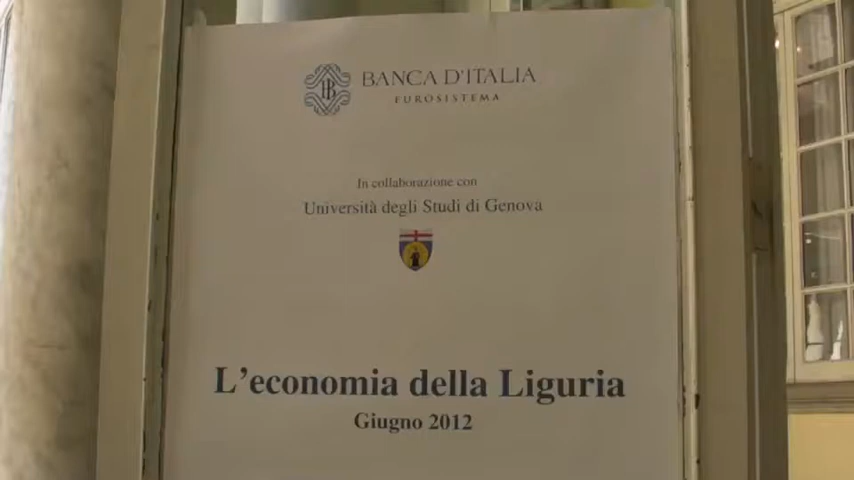 BANCA D'ITALIA
EUROSISTEMA
In collaborazione con
Università degli Studi di Genova
L'economia della Liguria
Giugno 2012